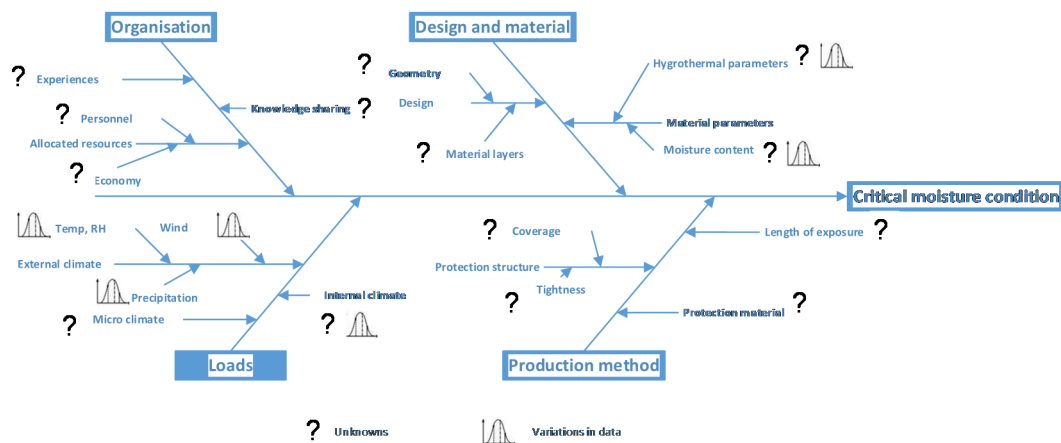 Organisation
Design and material
? Experiences
Knowledge sharing ?
? Personnel
Allocated resources
? Economy
? Geometry
Design
? Material layers
Hygrothermal parameters ?
Material parameters
Moisture content ?
Critical moisture condition
Temp, RH
Wind
External climate
Precipitation
? Micro climate
Internal climate
?
Loads
? Coverage
Protection structure
Tightness
?
Length of exposure ?
Protection material ?
Production method
? Unknowns
Variations in data